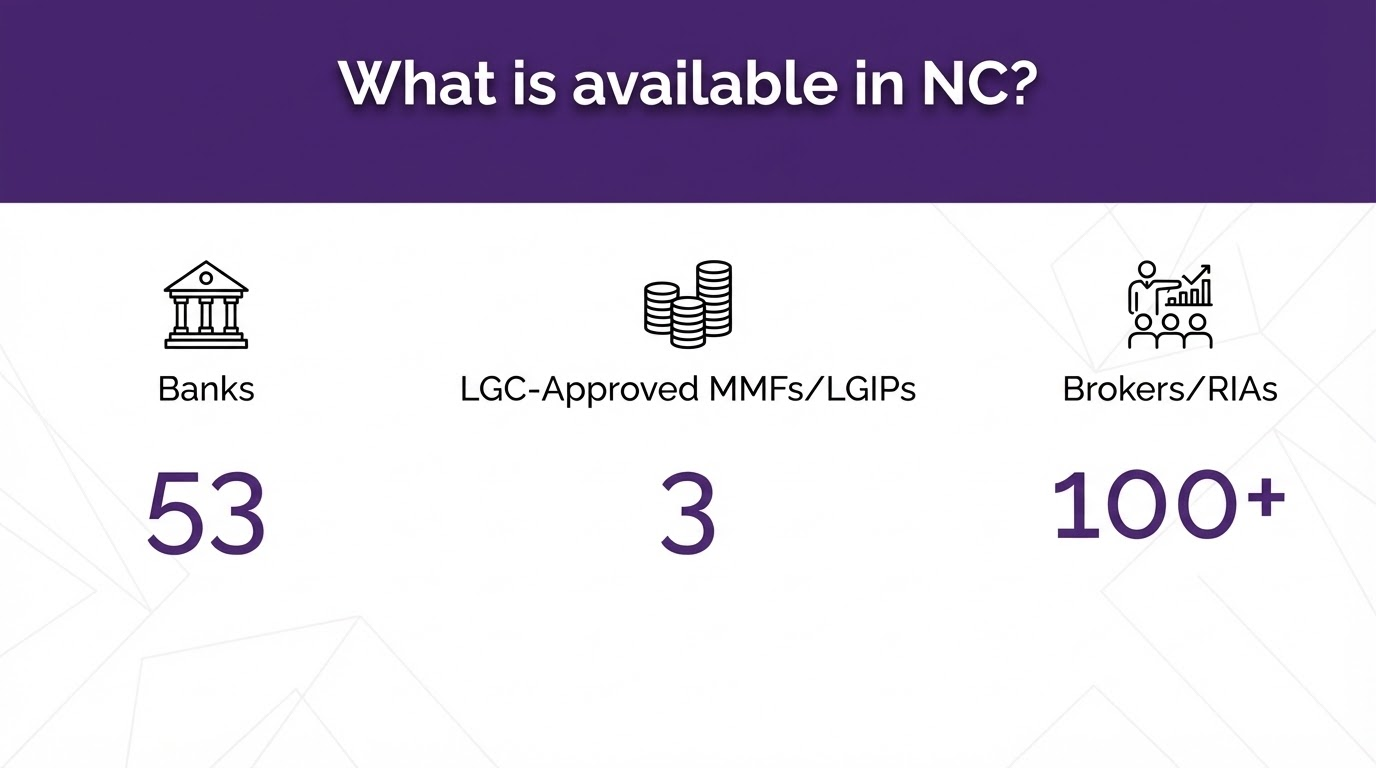 What is available in NC?
Banks
LGC-Approved MMFs/LGIPs
Brokers/RIAs
53
3
100+